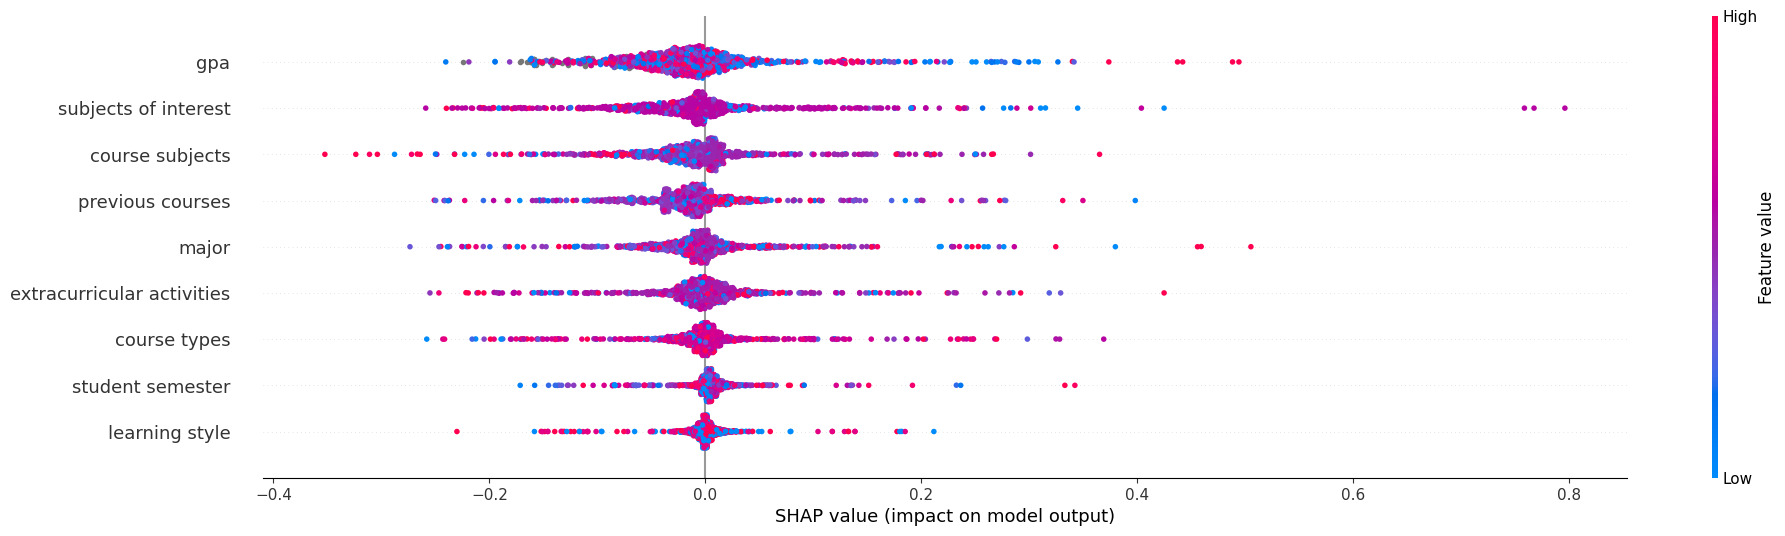 High
gpa
subjects of interest
course subjects
previous courses
major
extracurricular activities
course types
student semester
learning style
Feature value
Low
−0.4 −0.2 0.0 0.2 0.4 0.6 0.8
SHAP value (impact on model output)